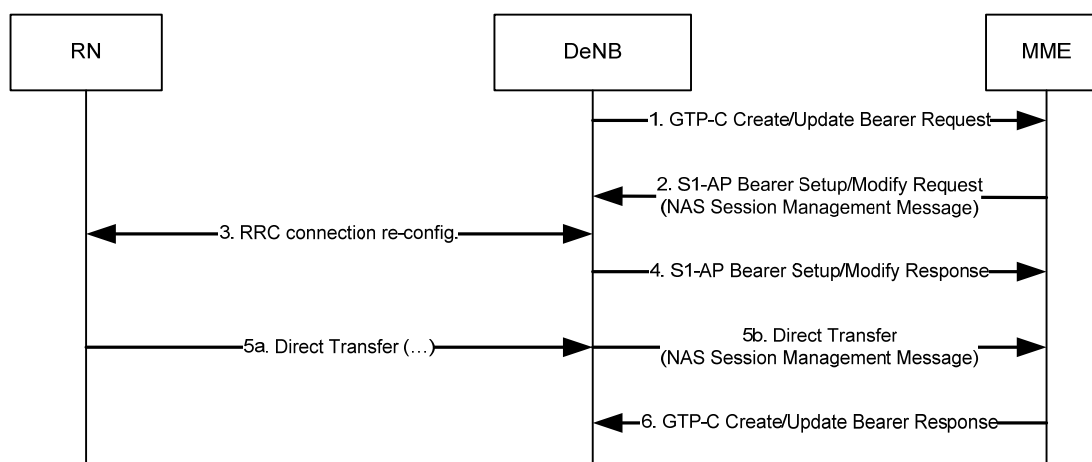 RN
DeNB
MME
1. GTP-C Create/Update Bearer Request
2. S1-AP Bearer Setup/Modify Request
(NAS Session Management Message)
3. RRC connection re-config.
4. S1-AP Bearer Setup/Modify Response
5a. Direct Transfer (…)
5b. Direct Transfer
(NAS Session Management Message)
6. GTP-C Create/Update Bearer Response